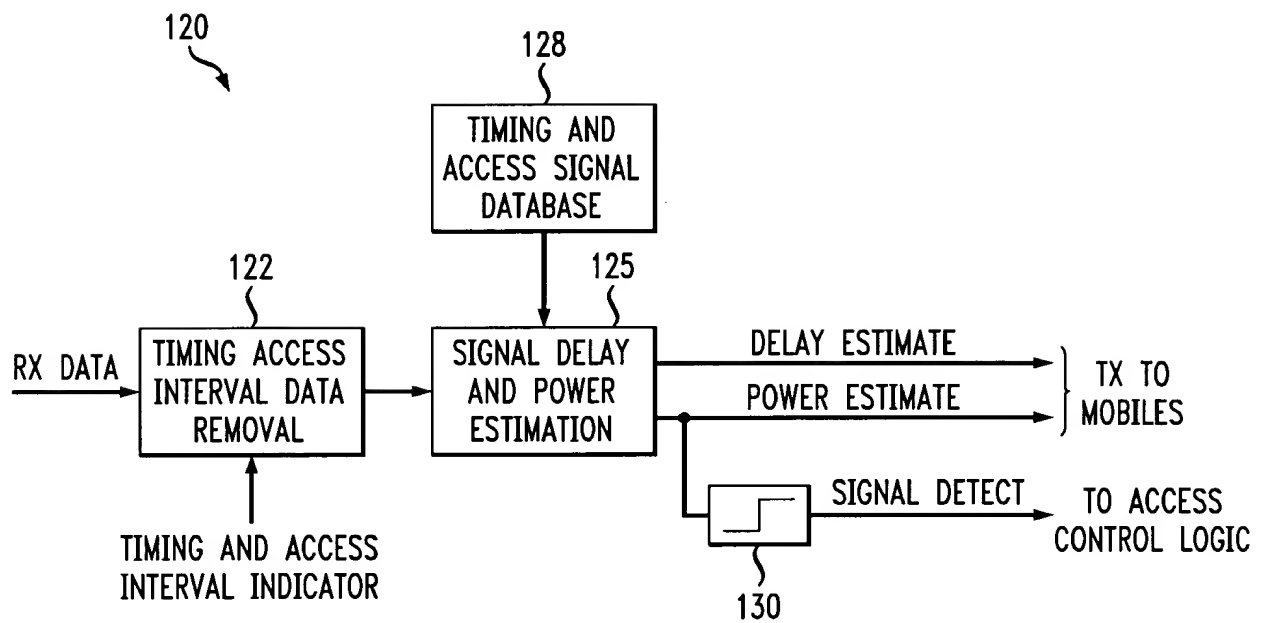 120
128
TIMING AND
ACCESS SIGNAL
DATABASE
122
125
RX DATA
TIMING ACCESS
INTERVAL DATA
REMOVAL
SIGNAL DELAY
AND POWER
ESTIMATION
DELAY ESTIMATE
POWER ESTIMATE
TX TO
MOBILES
SIGNAL DETECT
TO ACCESS
CONTROL LOGIC
TIMING AND ACCESS
INTERVAL INDICATOR
130